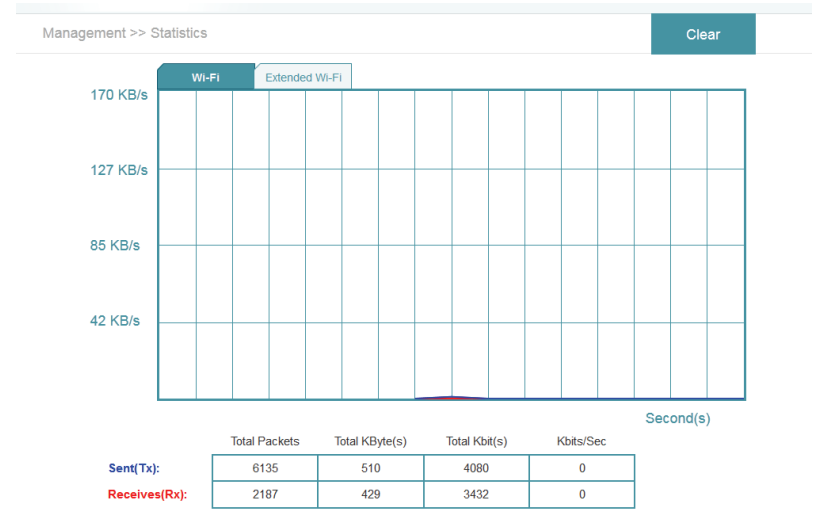 Management >> Statistics
Clear
Wi-Fi Extended Wi-Fi
170 KB/s
127 KB/s
85 KB/s
42 KB/s
Second(s)
Total Packets Total KByte(s) Total Kbit(s) Kbits/Sec
Sent(Tx): 6135 510 4080 0
Receives(Rx): 2187 429 3432 0